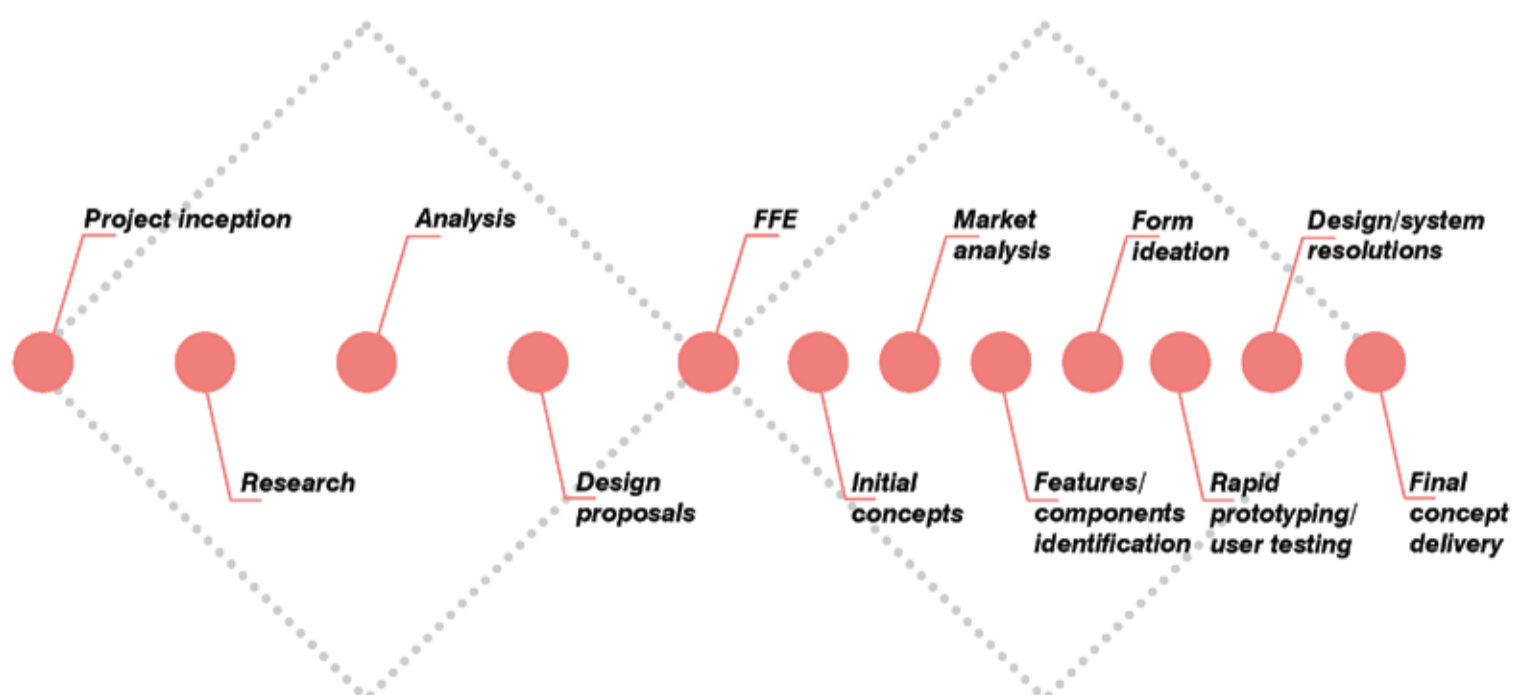 Project inception
Analysis
FFE
Market
analysis
Form
ideation
Design/system
resolutions
Research
Design
proposals
Initial
concepts
Features/
components
identification
Rapid
prototyping/
user testing
Final
concept
delivery